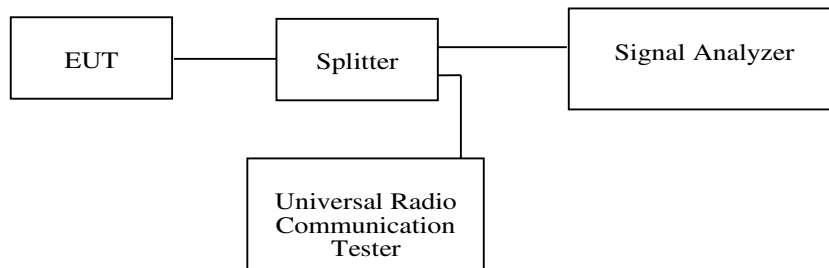 EUT
Splitter
Signal Analyzer
Universal Radio
Communication
Tester